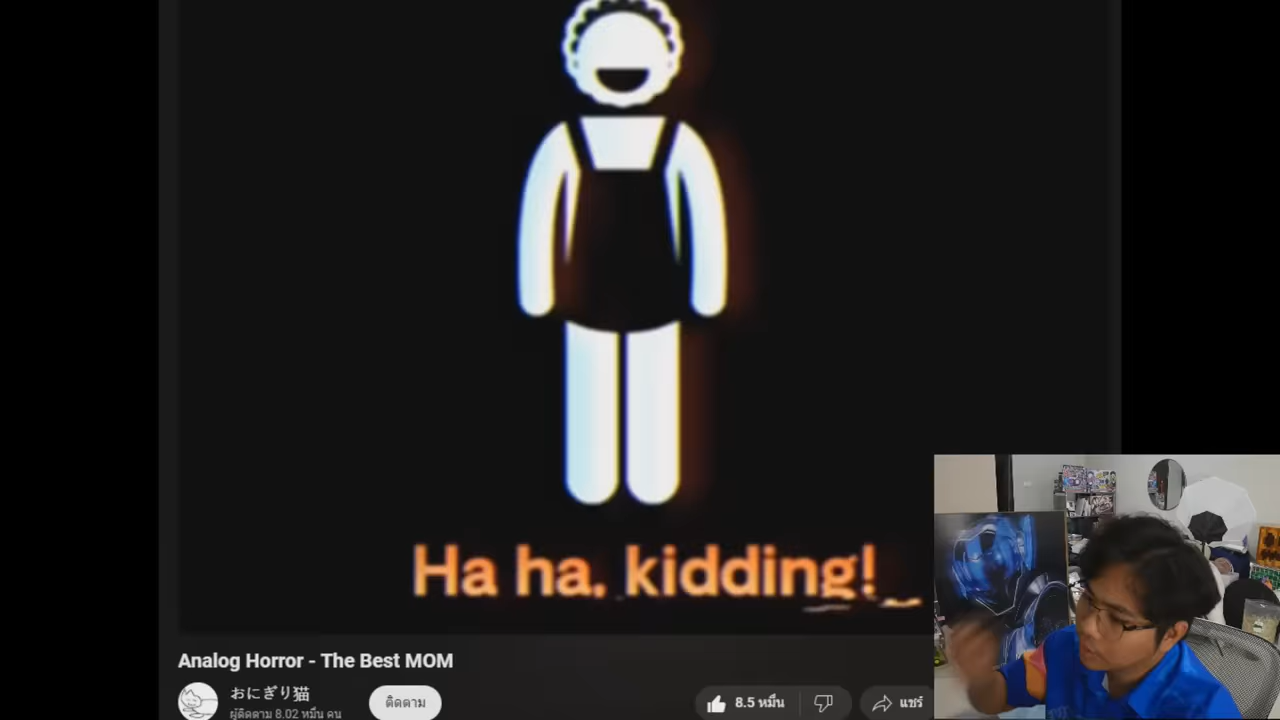 Ha ha, kidding!
Analog Horror - The Best MOM
おにぎり猫
ติดตาม
8.5 หมื่น
แชร์
ผู้ติดตาม 8.02 หมื่น คน